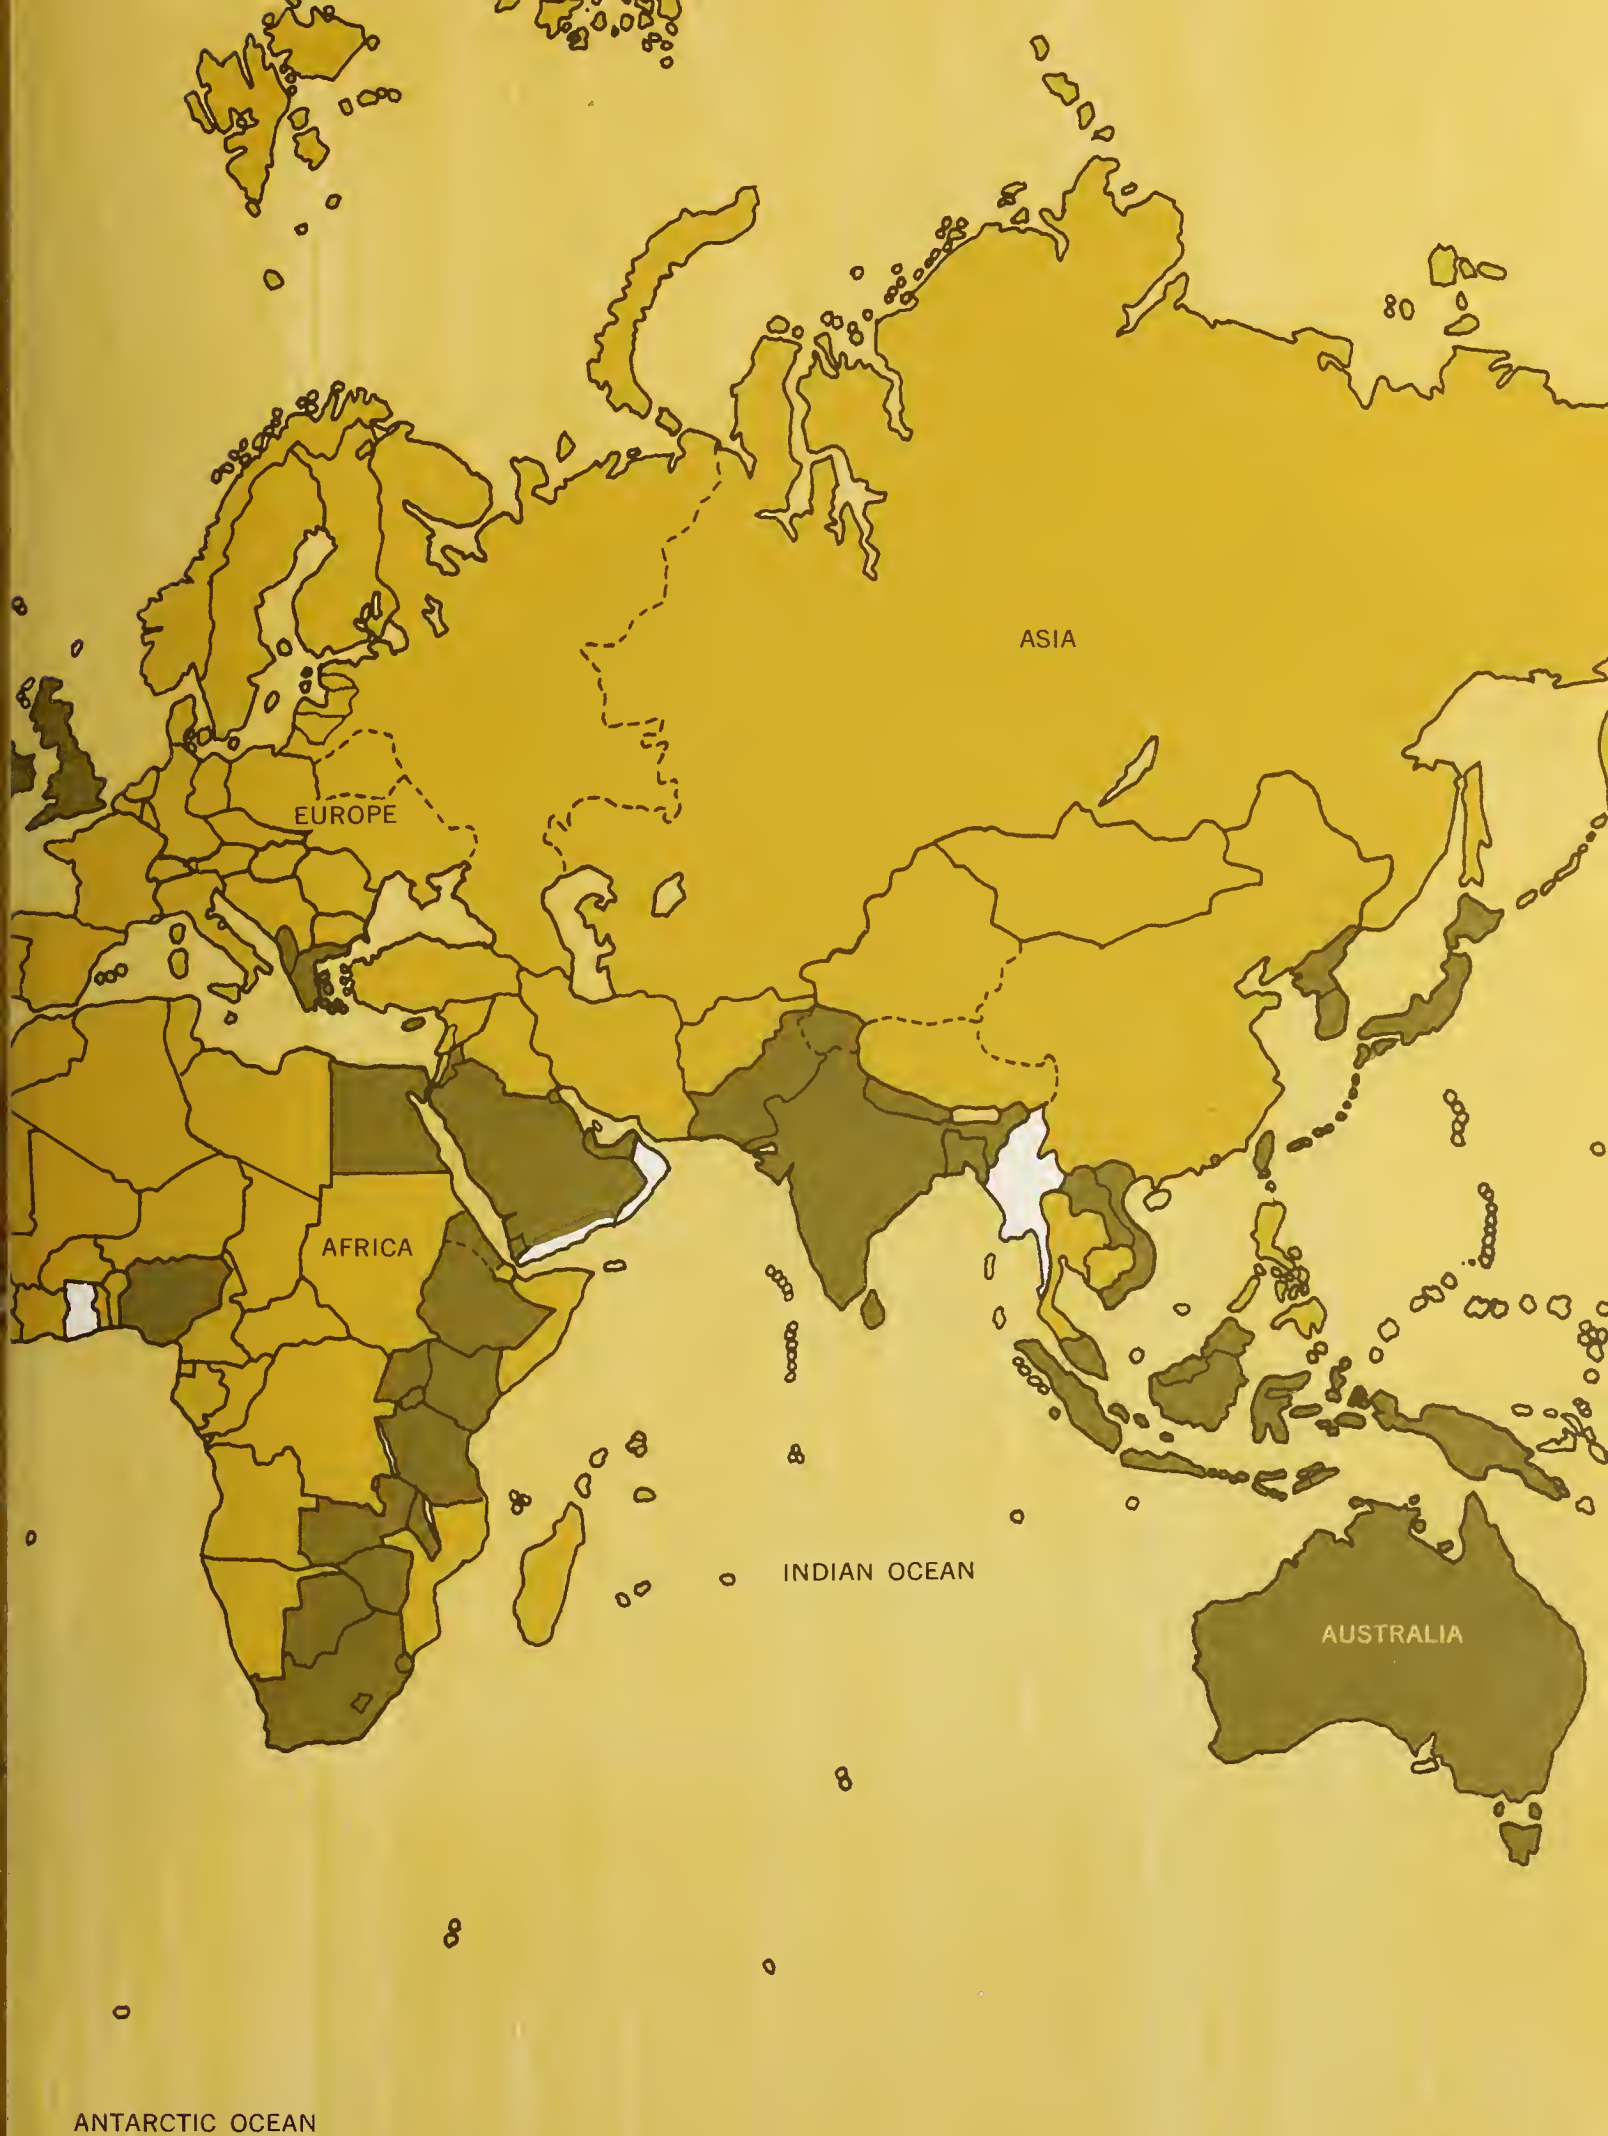 ASIA
EUROPE
AFRICA
INDIAN OCEAN
AUSTRALIA
ANTARCTIC OCEAN